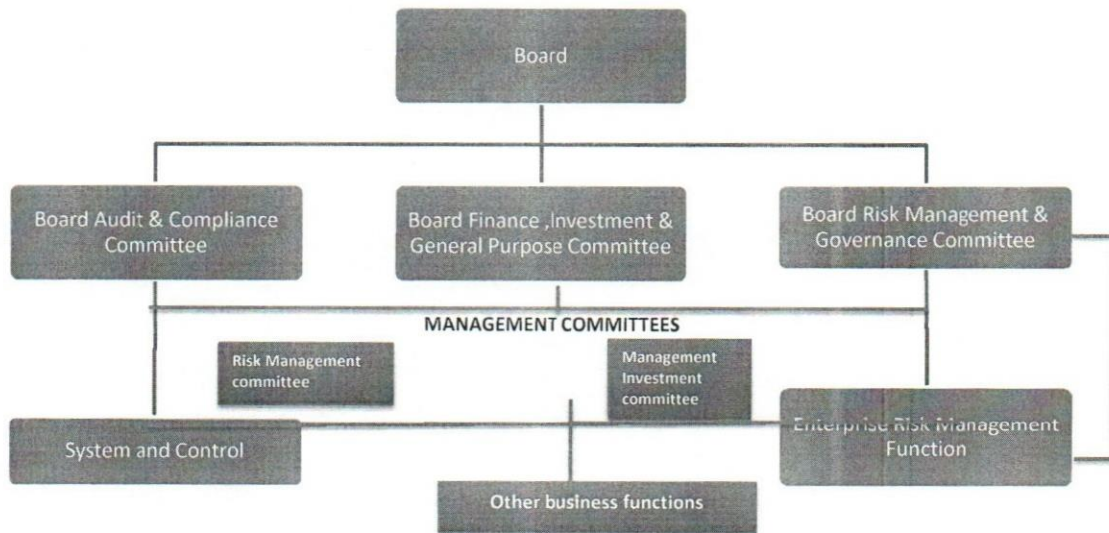 Board
Board Audit & Compliance
Committee
Board Finance ,Investment &
General Purpose Committee
Board Risk Management &
Governance Committee
MANAGEMENT COMMITTEES
Risk Management
committee
Management
Investment
committee
System and Control
Enterprise Risk Management
Function
Other business functions